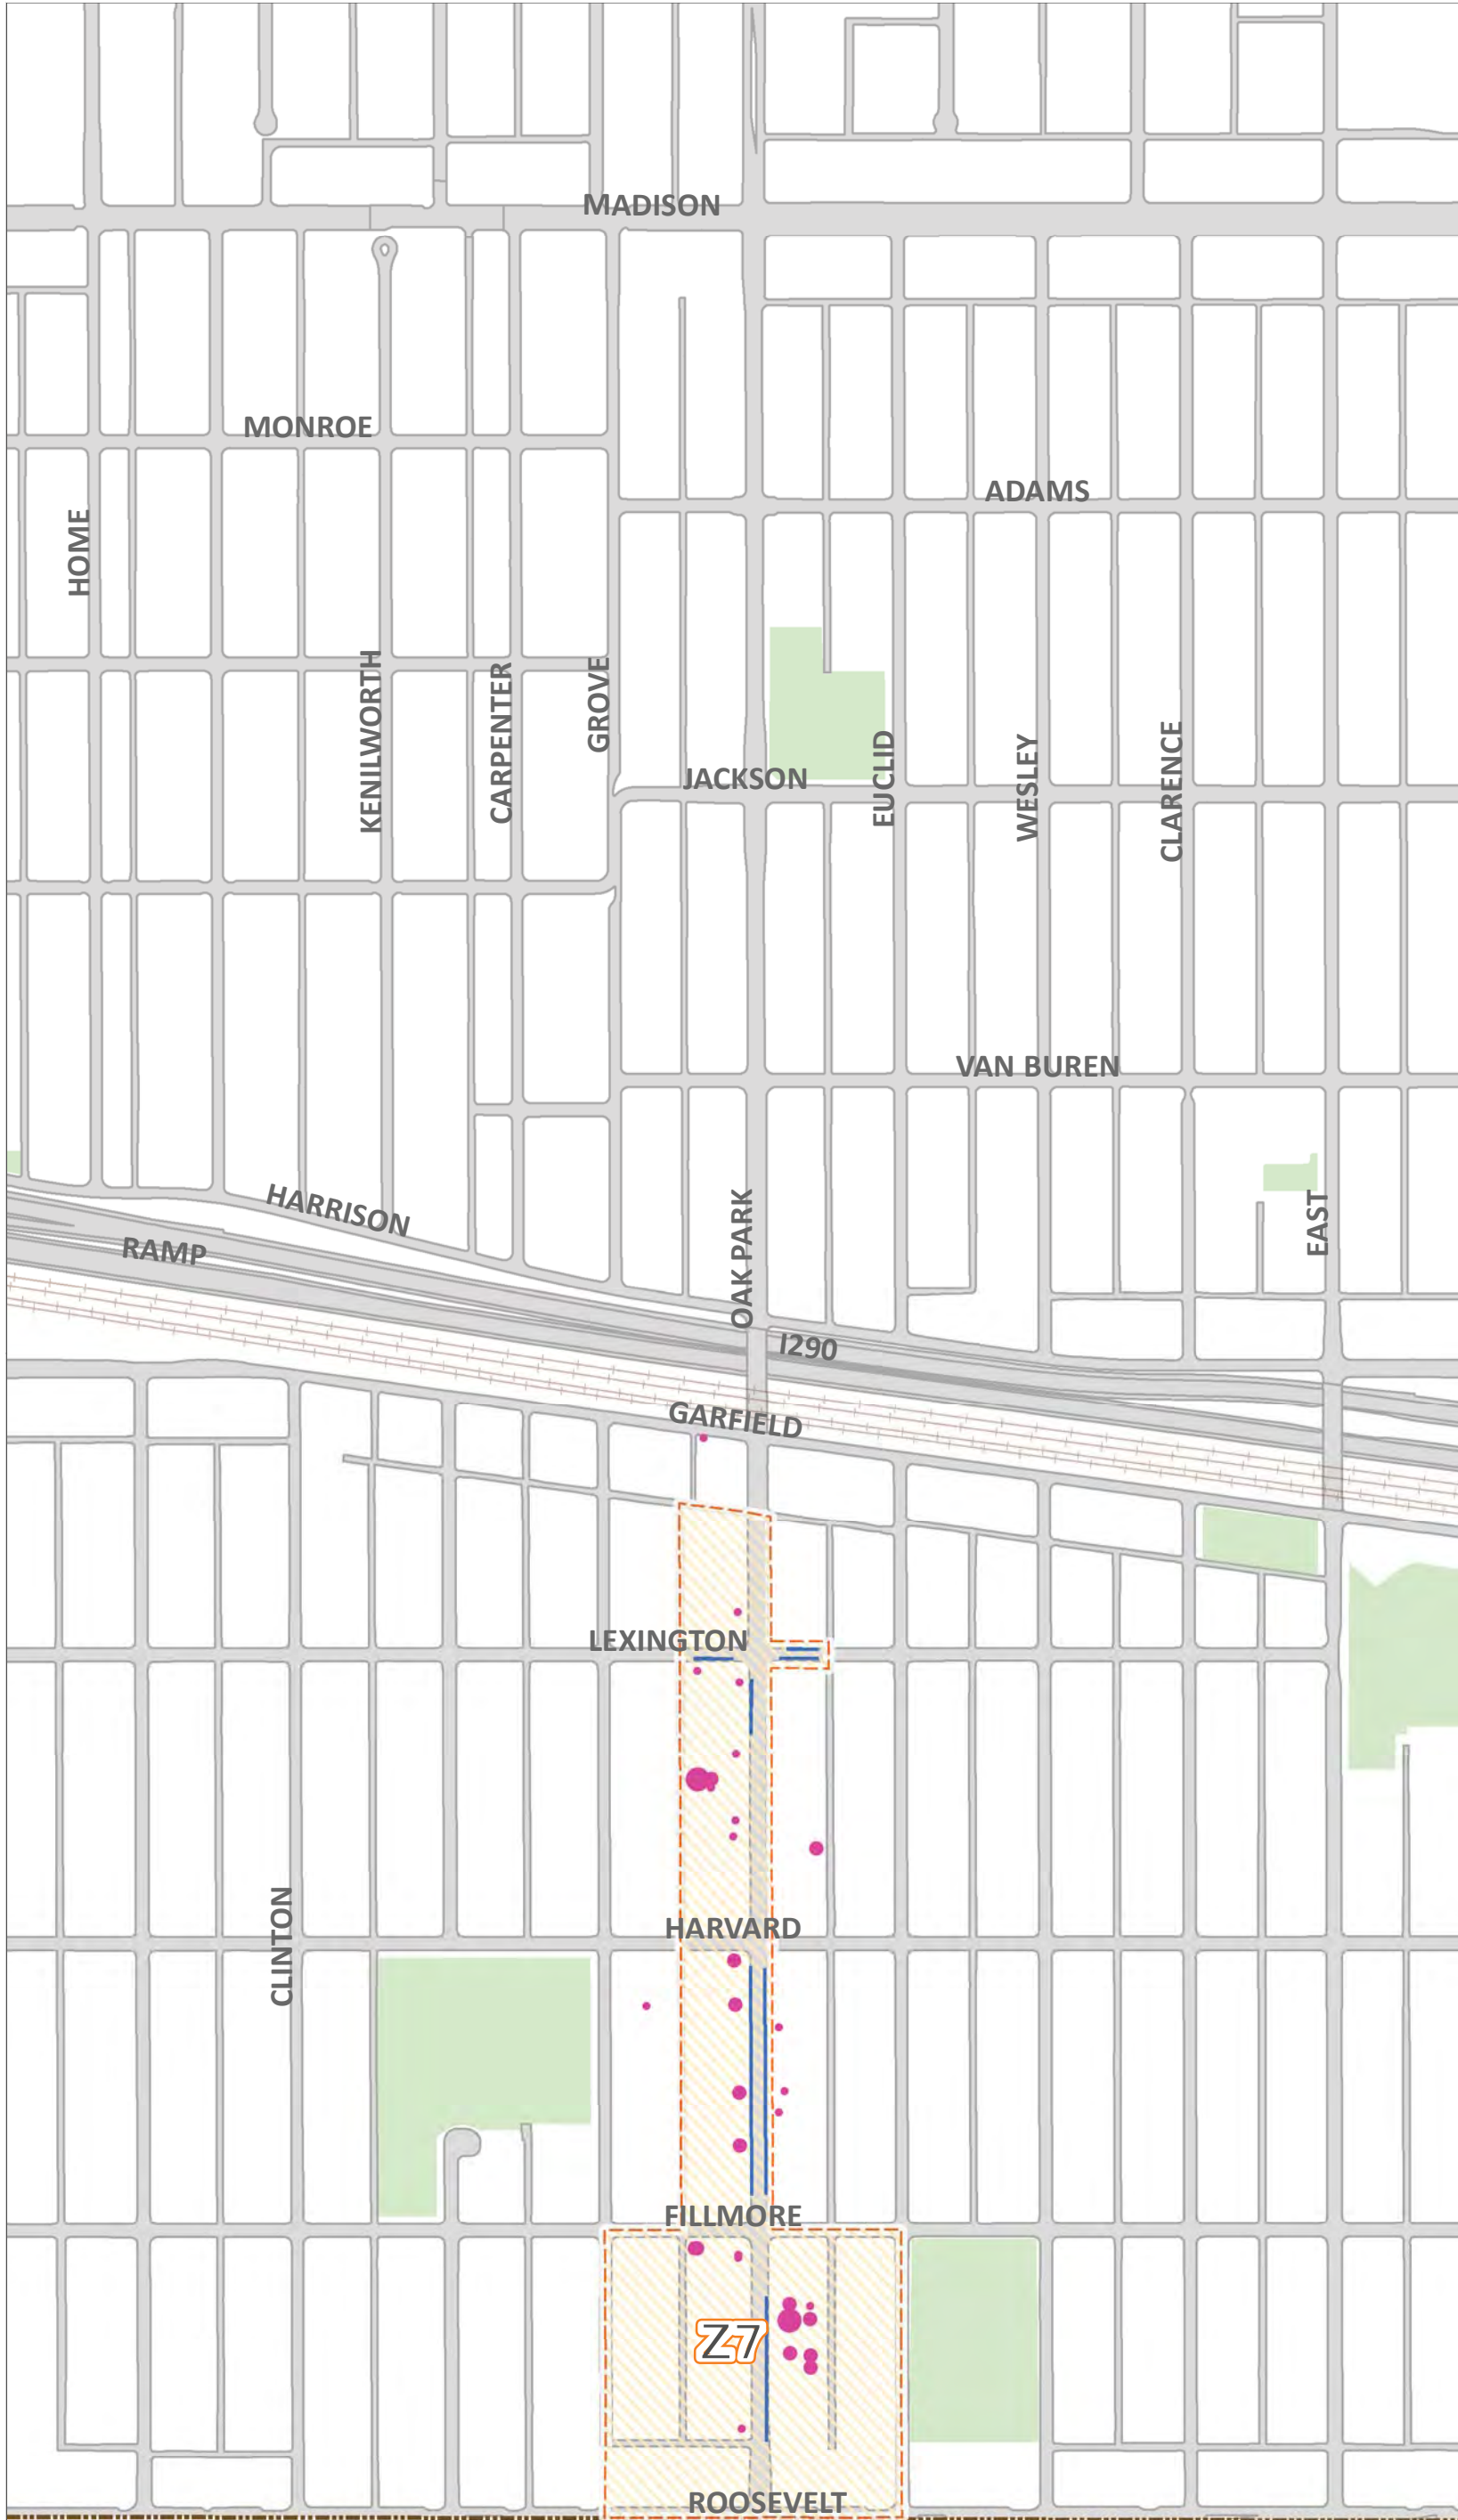 MADISON
MONROE
ADAMS
HOME
KENILWORTH
CARPENTER
GROVE
JACKSON
EUCLID
WESLEY
CLARENCE
VAN BUREN
HARRISON
RAMP
OAK PARK
EAST
I290
GARFIELD
LEXINGTON
CLINTON
HARVARD
FILLMORE
Z7
ROOSEVELT